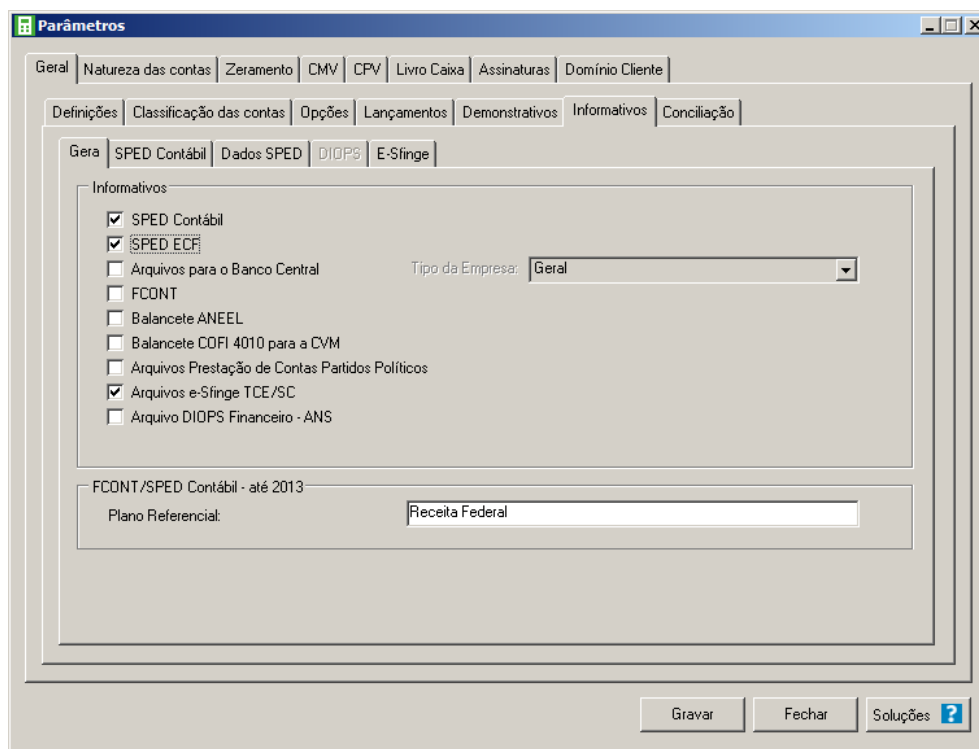 Parâmetros
Geral Natureza das contas Zeramento CMV CPV Livro Caixa Assinaturas Domínio Cliente
Definições Classificação das contas Opções Lançamentos Demonstrativos Informativos Conciliação
Gera SPED Contábil Dados SPED DIOPS E-Sfinge
Informativos
SPED Contábil
SPED ECF
Arquivos para o Banco Central Tipo da Empresa: Geral
FCONT
Balancete ANEEL
Balancete COFI 4010 para a CVM
Arquivos Prestação de Contas Partidos Políticos
Arquivos e-Sfinge TCE/SC
Arquivo DIOPS Financeiro - ANS
FCONT/SPED Contábil - até 2013
Plano Referencial: Receita Federal
Gravar Fechar Soluções ?